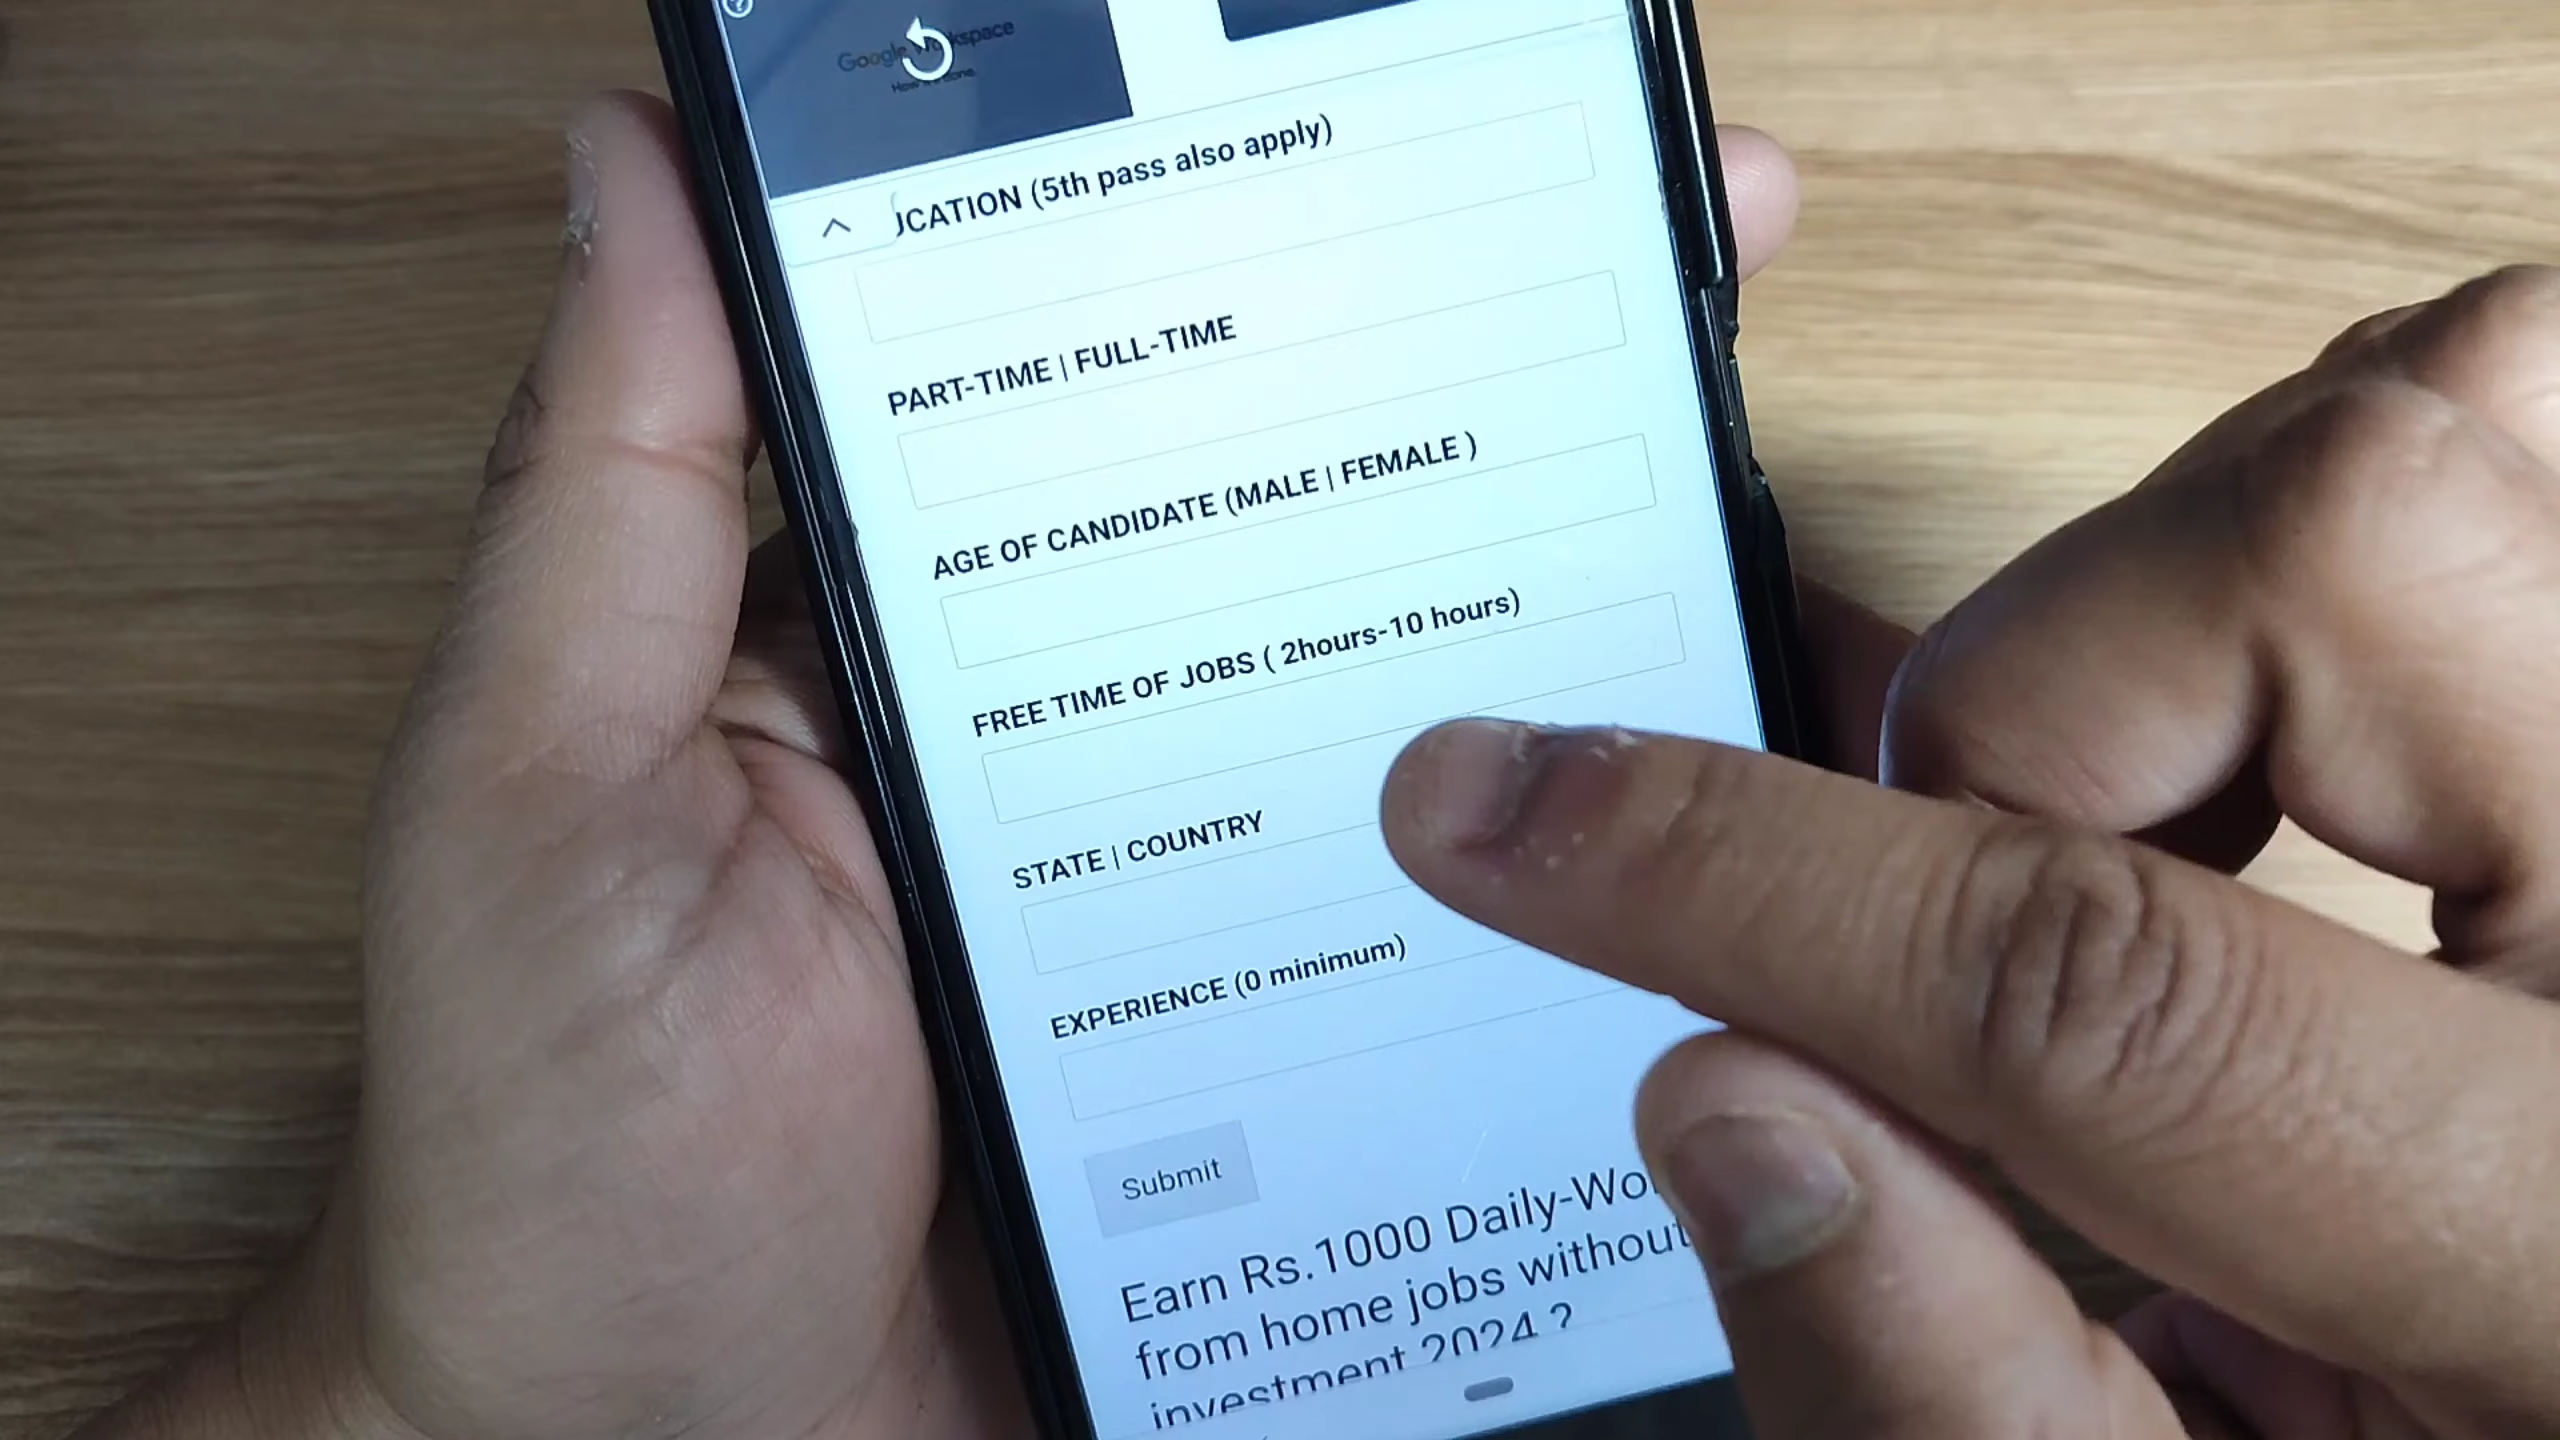 Google Workspace
JCATION (5th pass also apply)
PART-TIME | FULL-TIME
AGE OF CANDIDATE (MALE | FEMALE )
FREE TIME OF JOBS ( 2hours-10 hours)
STATE | COUNTRY
EXPERIENCE (0 minimum)
Submit
Earn Rs.1000 Daily-Wo
from home jobs without
investment 2024 ?